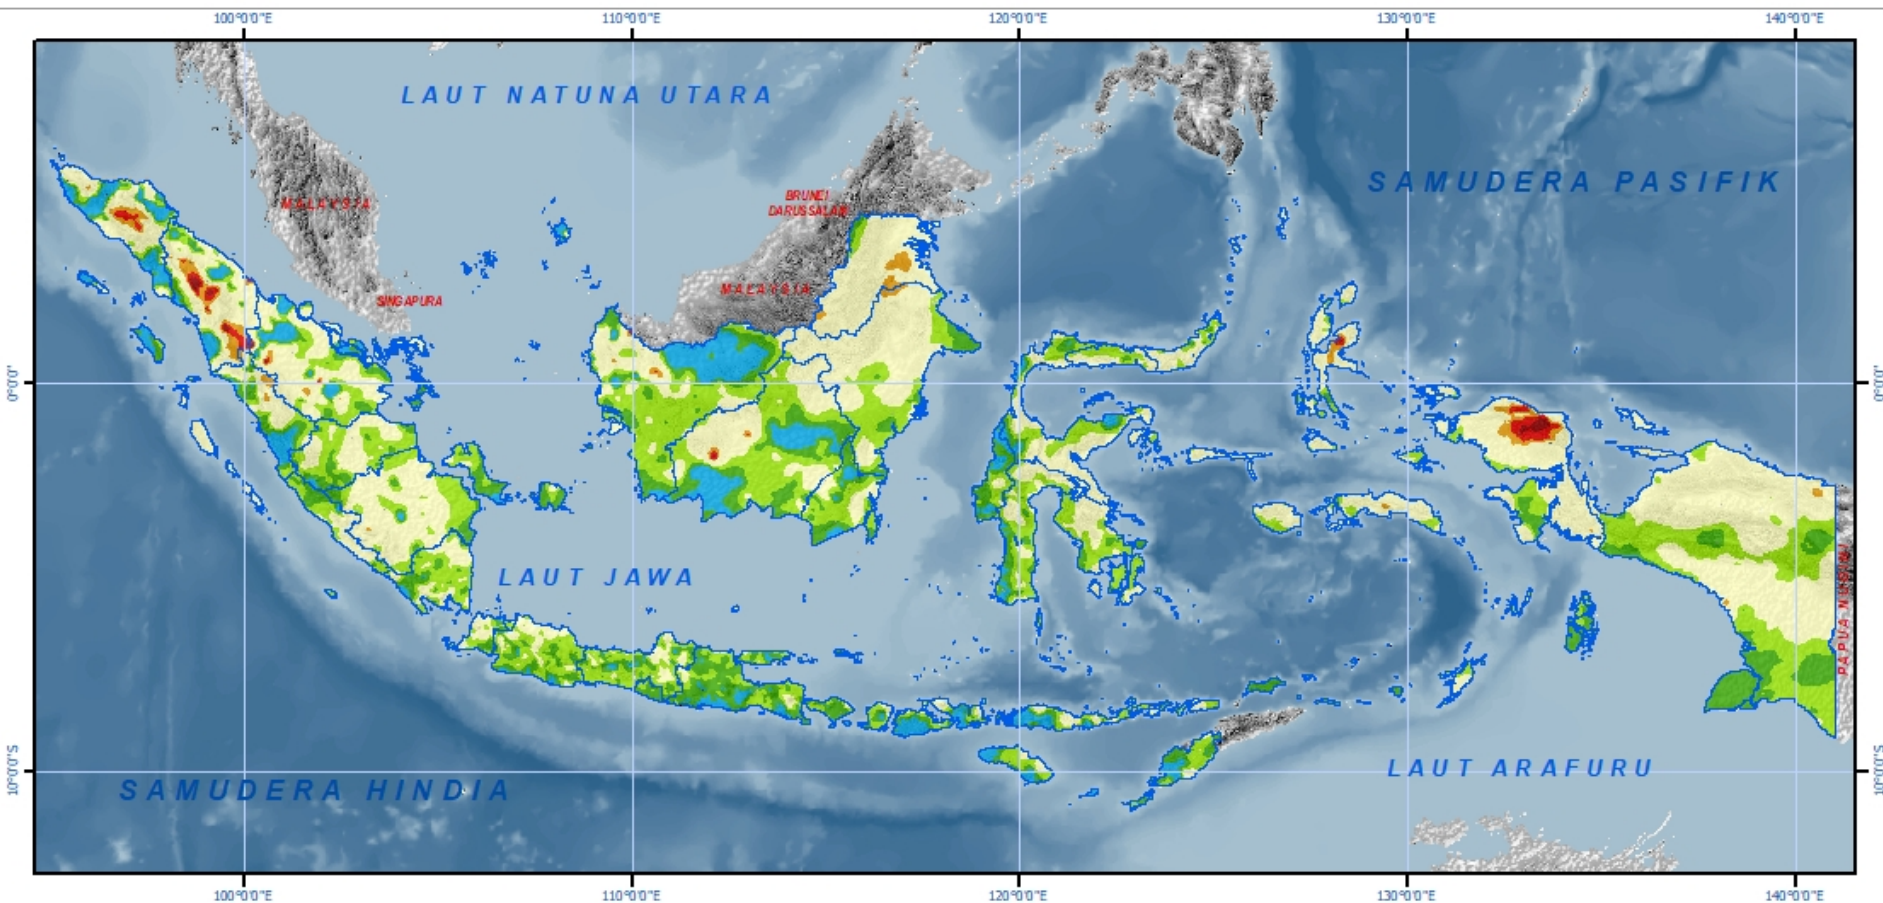 100°0'0"E 110°0'0"E 120°0'0"E 130°0'0"E 140°0'0"E
LAUT NATUNA UTARA
SAMUDERA PASIFIK
BRUNEI
DARUSSALAM
MALAYSIA
MALAYSIA
SINGAPURA
0°0'0" 0°0'0"
LAUT JAWA
PAPUA NUGINI
10°0'0"S 10°0'0"S
LAUT ARAFURU
SAMUDERA HINDIA
100°0'0"E 110°0'0"E 120°0'0"E 130°0'0"E 140°0'0"E